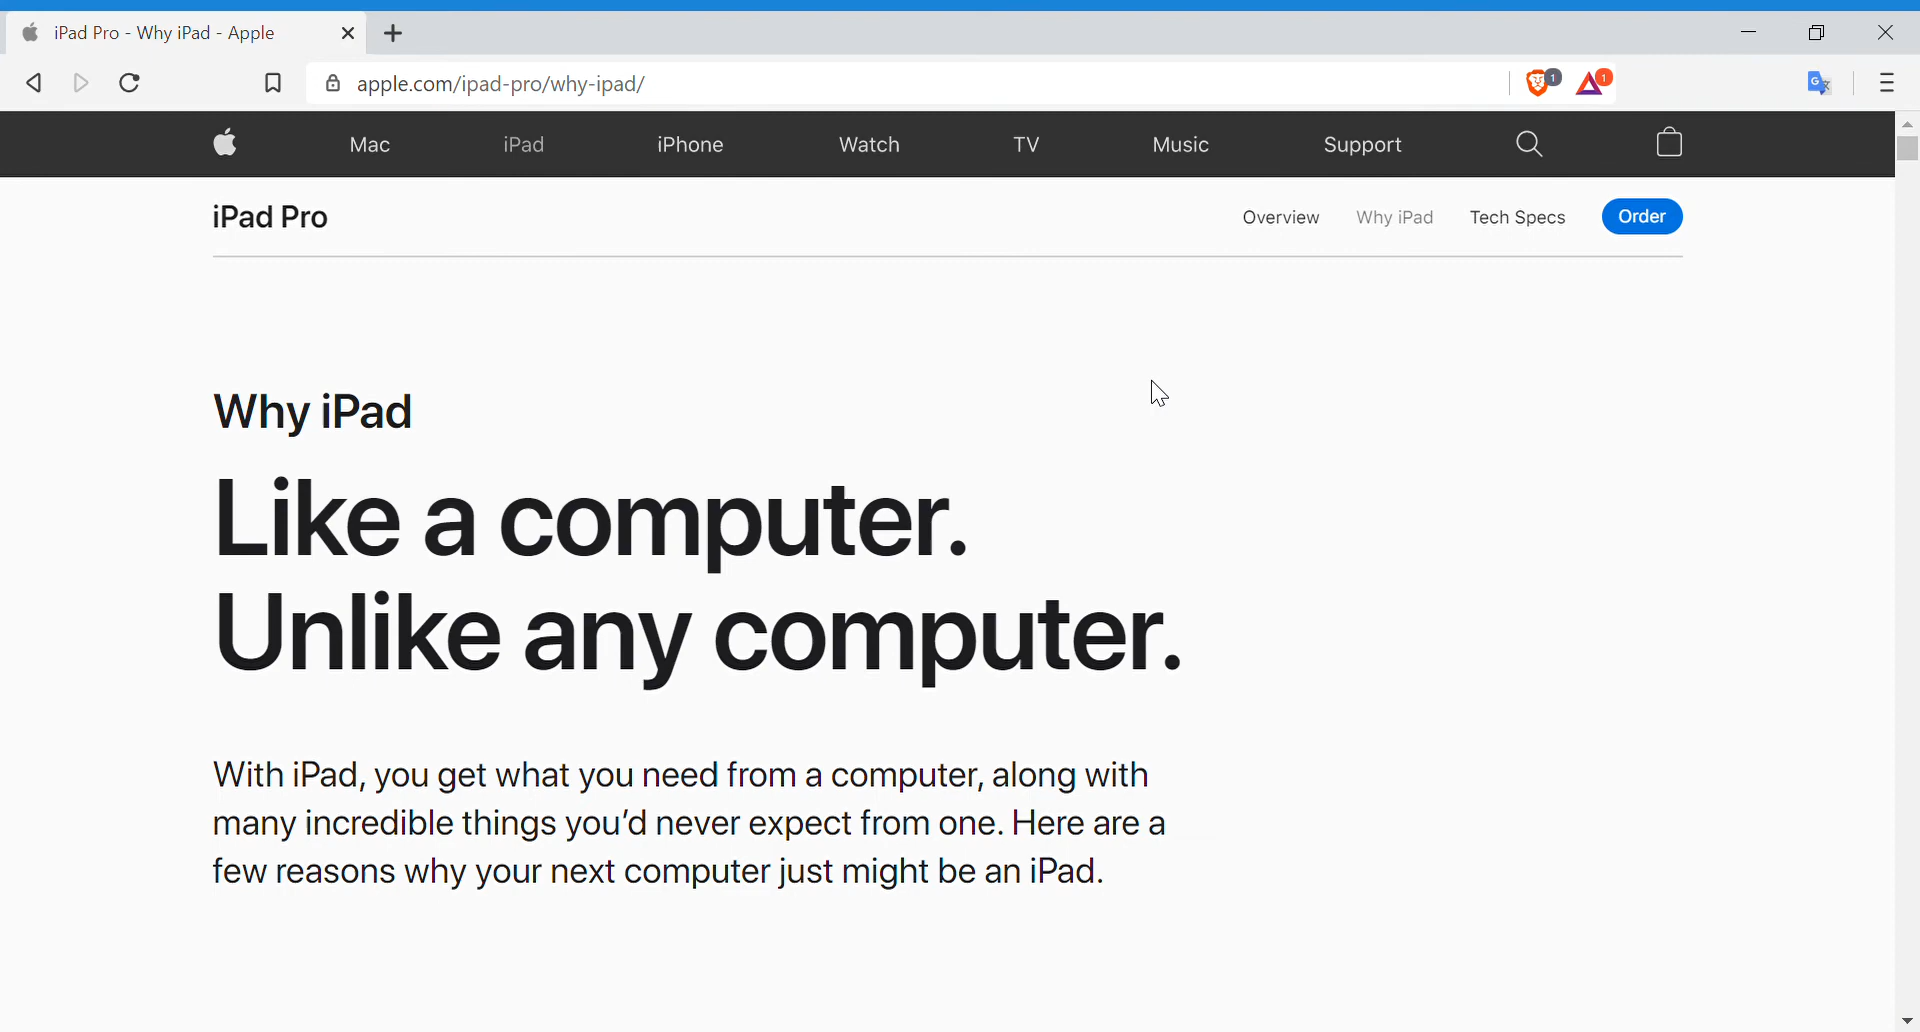 iPad Pro - Why iPad - Apple
apple.com/ipad-pro/why-ipad/
1
1
Mac
iPad
iPhone
Watch
TV
Music
Support
iPad Pro
Overview
Why iPad
Tech Specs
Order
Why iPad
Like a computer.
Unlike any computer.
With iPad, you get what you need from a computer, along with
many incredible things you’d never expect from one. Here are a
few reasons why your next computer just might be an iPad.